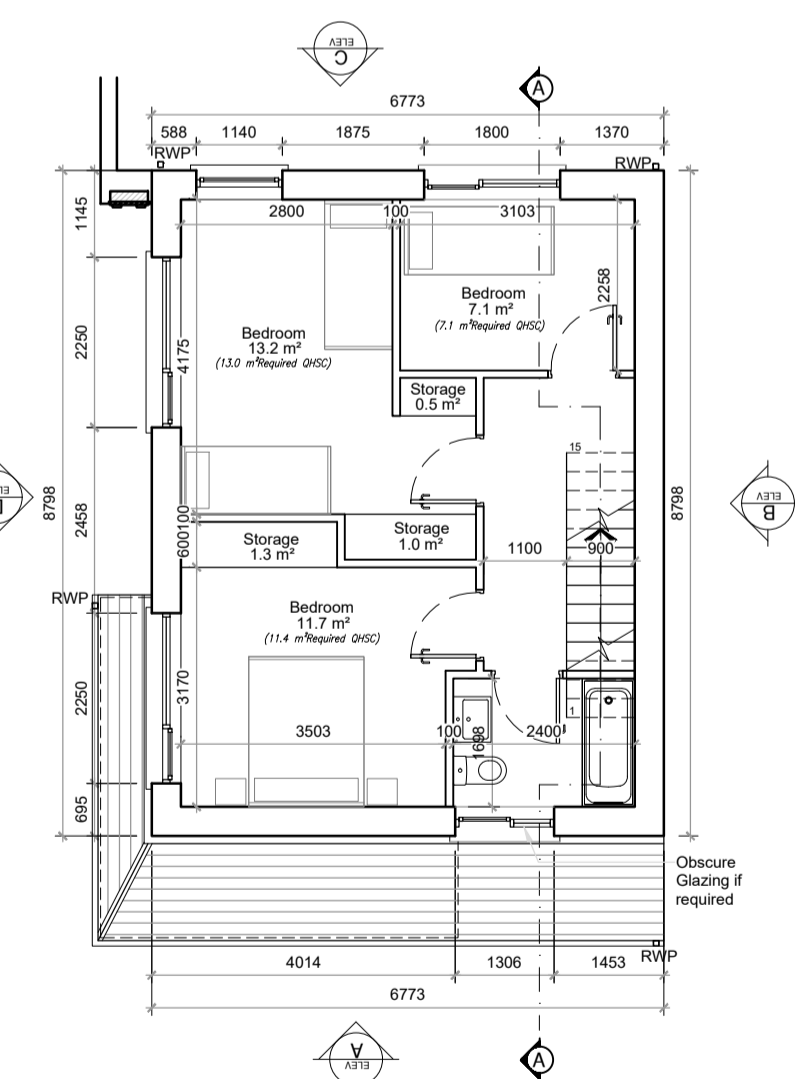 ELEV
C
A
6773
588
1140
1875
1800
1370
RWP
RWP
1145
2800
100
3103
2258
Bedroom
7.1 m²
(7.1 m²Required QHSC)
Bedroom
13.2 m²
(13.0 m²Required QHSC)
4175
2250
Storage
0.5 m²
15
ELEV
8798
2458
8798
ELEV
B
600
100
Storage
1.3 m²
Storage
1.0 m²
1100
900
RWP
Bedroom
11.7 m²
(11.4 m²Required QHSC)
2250
3170
3503
100
1698
2400
1
695
Obscure
Glazing if
required
RWP
4014
1306
1453
6773
A
ELEV
A